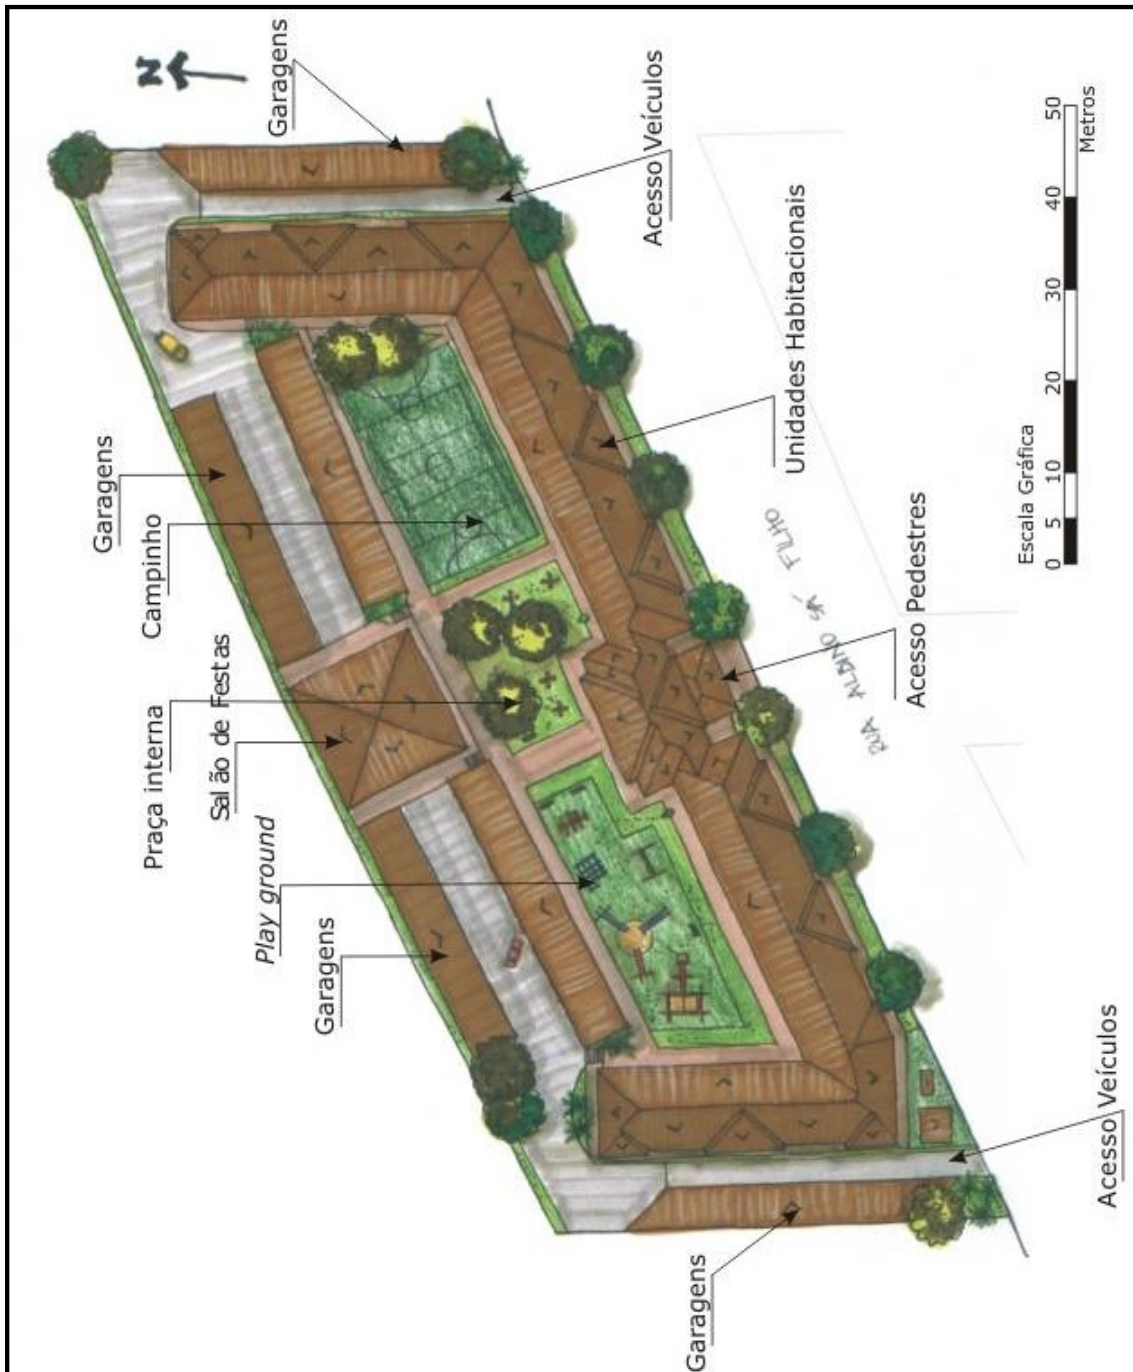 Garagens
N
Praça interna
Campinho
Salão de Festas
Play ground
Garagens
Garagens
Acesso Veículos
Garagens
Unidades Habitacionais
RUA ALBINO SÁ FILHO
Acesso Pedestres
Escala Gráfica
0 5 10 20 30 40 50
Metros
Acesso Veículos